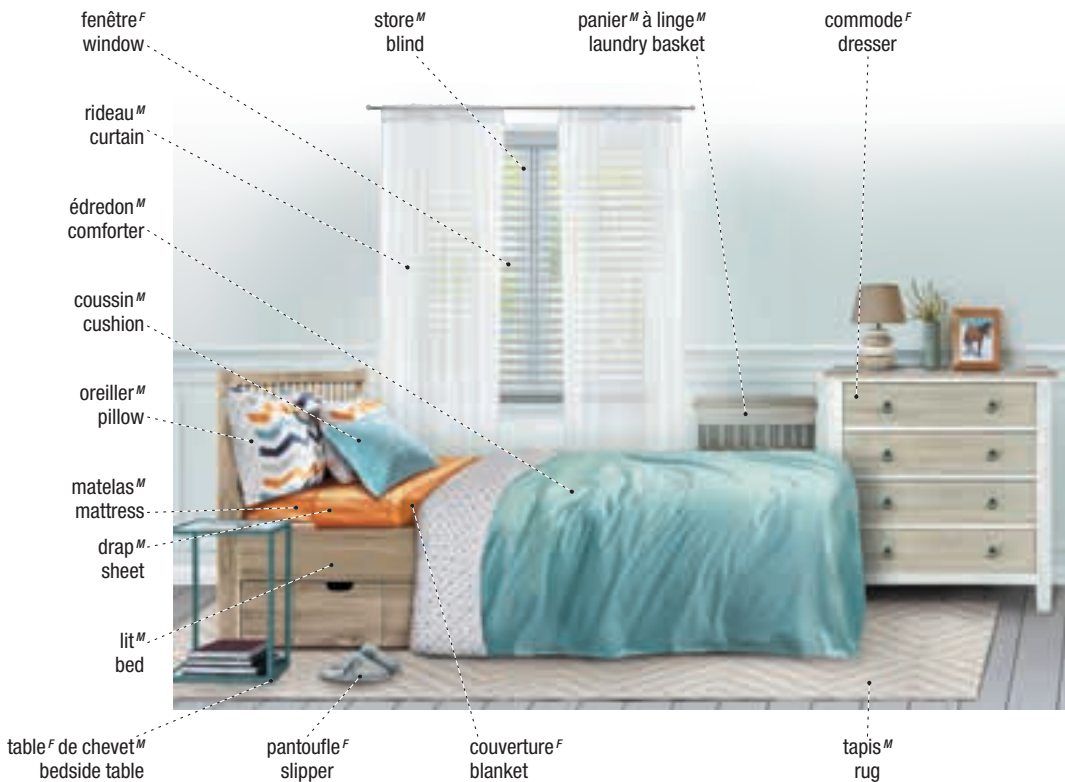 fenêtre F
window
store M
blind
panier M à linge M
laundry basket
commode F
dresser
rideau M
curtain
édredon M
comforter
coussin M
cushion
oreiller M
pillow
matelas M
mattress
drap M
sheet
lit M
bed
table F de chevet M
bedside table
pantoufle F
slipper
couverture F
blanket
tapis M
rug